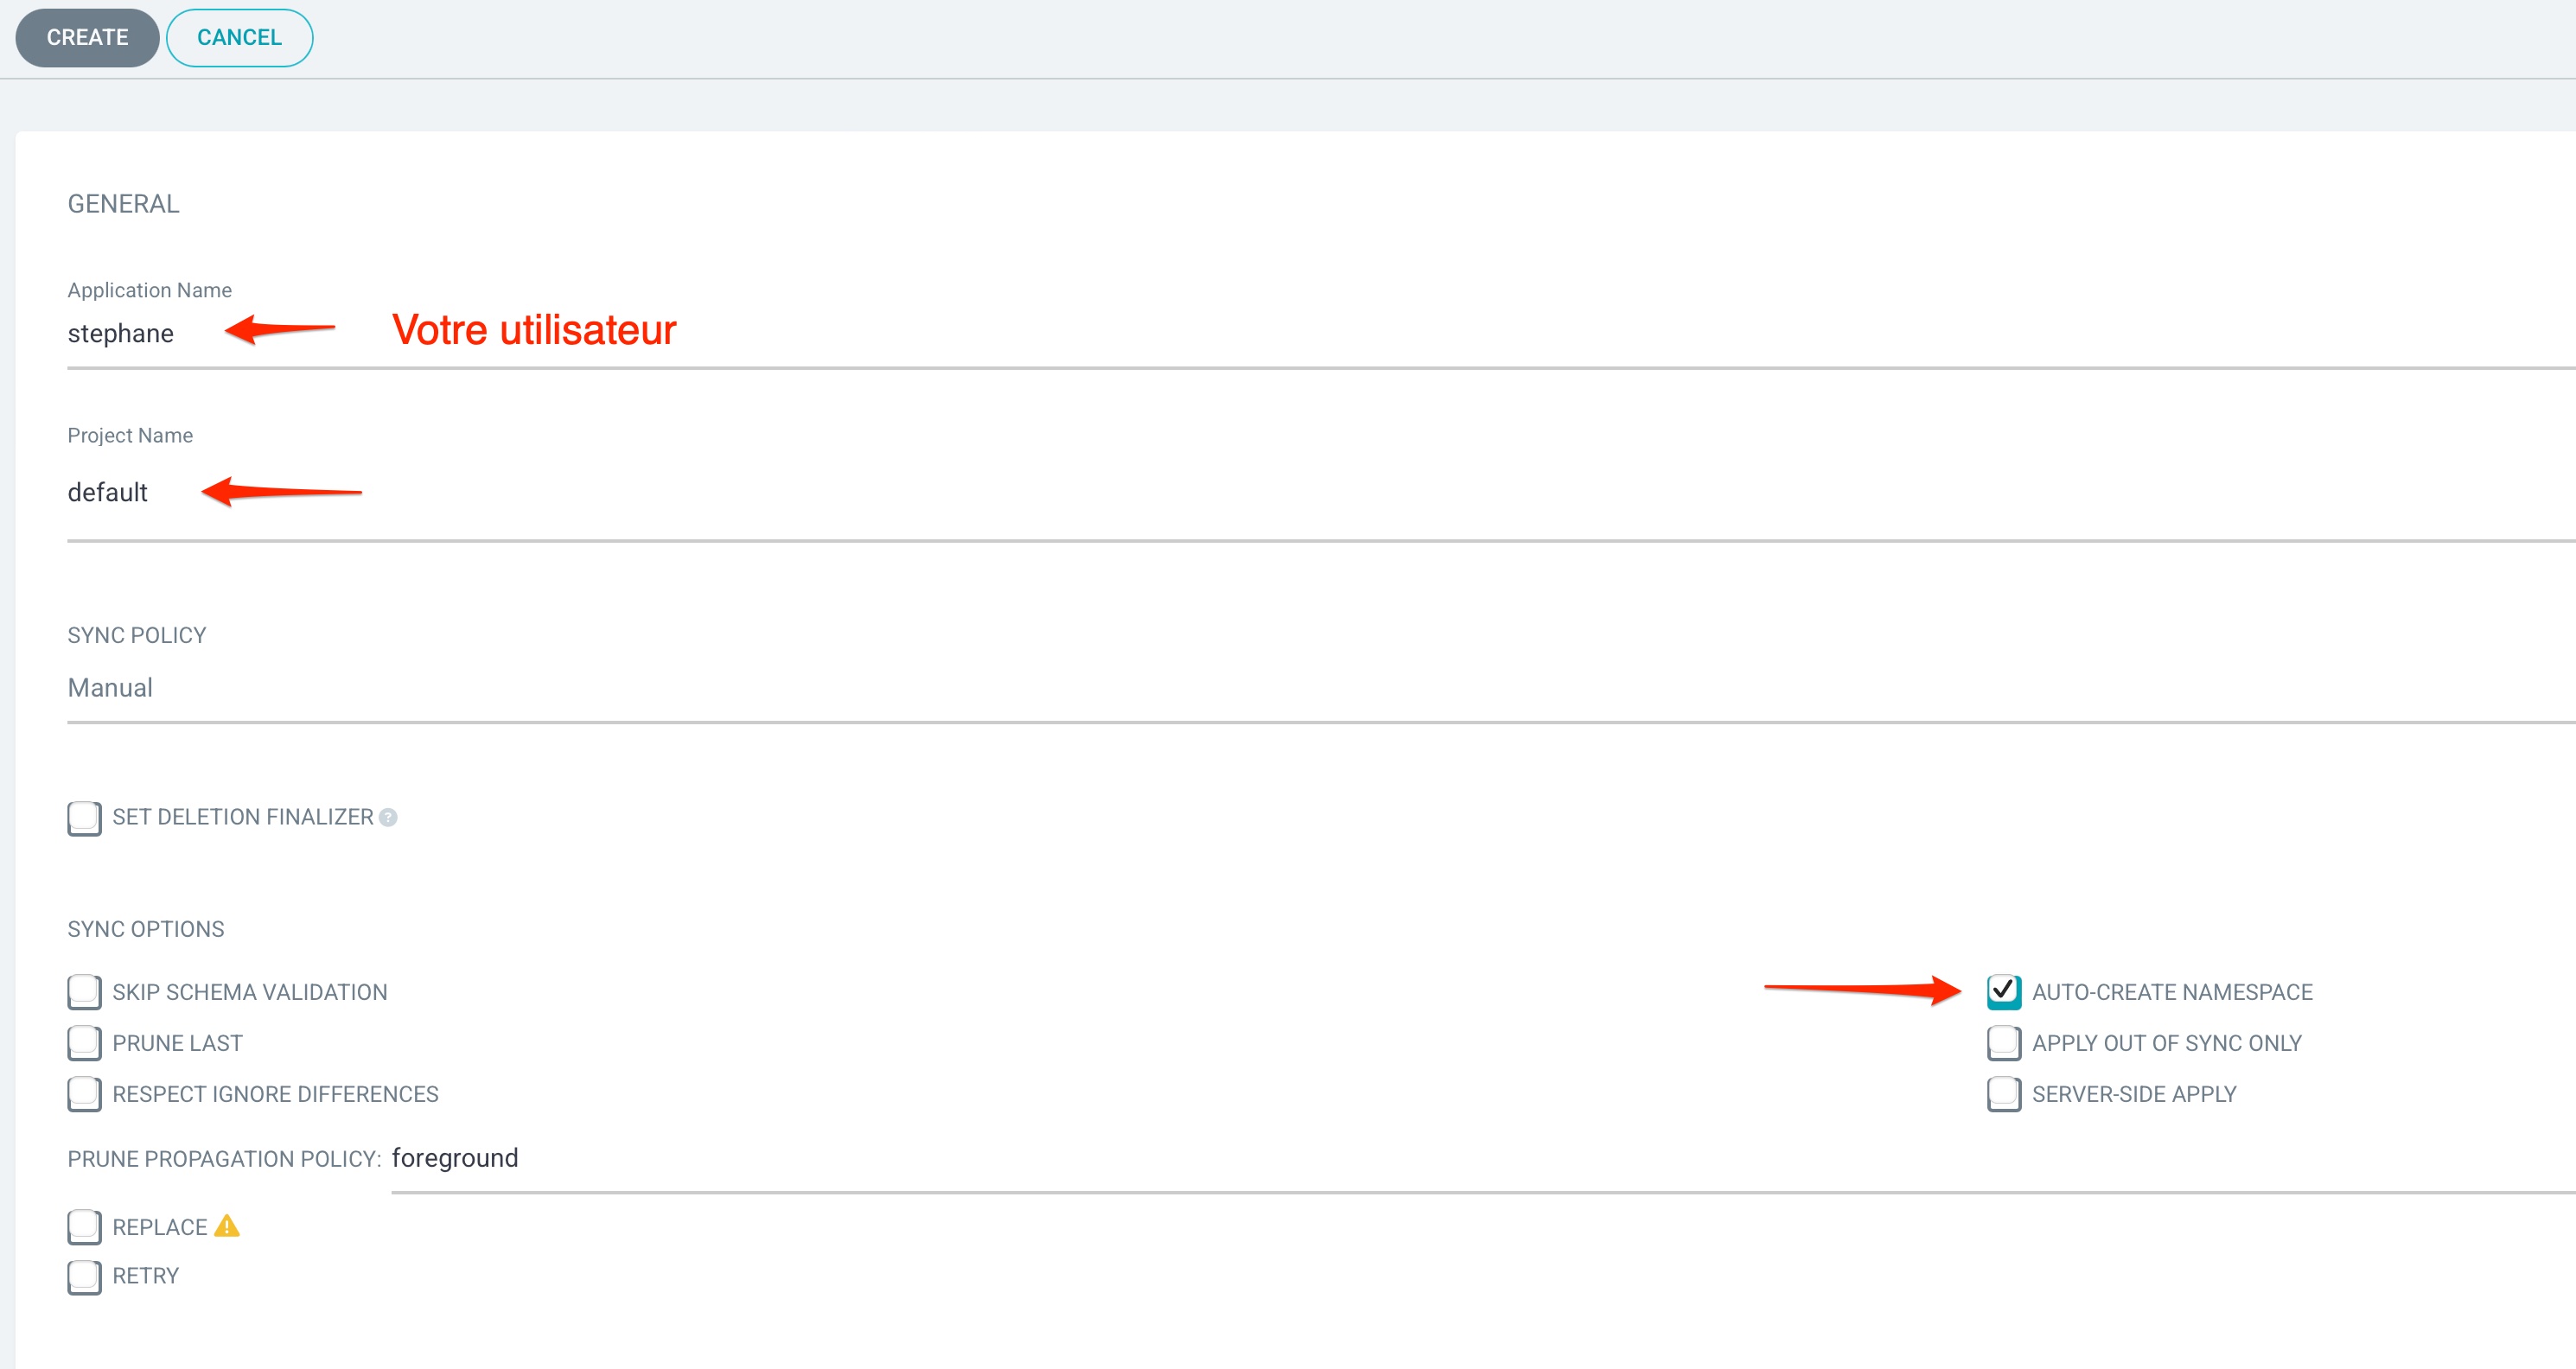 CREATE CANCEL
GENERAL
Application Name
stephane Votre utilisateur
Project Name
default
SYNC POLICY
Manual
SET DELETION FINALIZER ?
SYNC OPTIONS
SKIP SCHEMA VALIDATION AUTO-CREATE NAMESPACE
PRUNE LAST APPLY OUT OF SYNC ONLY
RESPECT IGNORE DIFFERENCES SERVER-SIDE APPLY
PRUNE PROPAGATION POLICY: foreground
REPLACE
RETRY